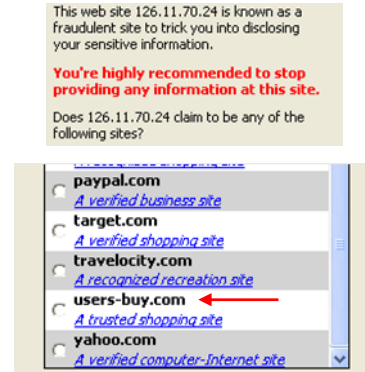 This web site 126.11.70.24 is known as a
fraudulent site to trick you into disclosing
your sensitive information.
You're highly recommended to stop
providing any information at this site.
Does 126.11.70.24 claim to be any of the
following sites?
A recognized shopping site
paypal.com
A verified business site
target.com
A verified shopping site
travelocity.com
A recognized recreation site
users-buy.com
A trusted shopping site
yahoo.com
A verified computer-Internet site